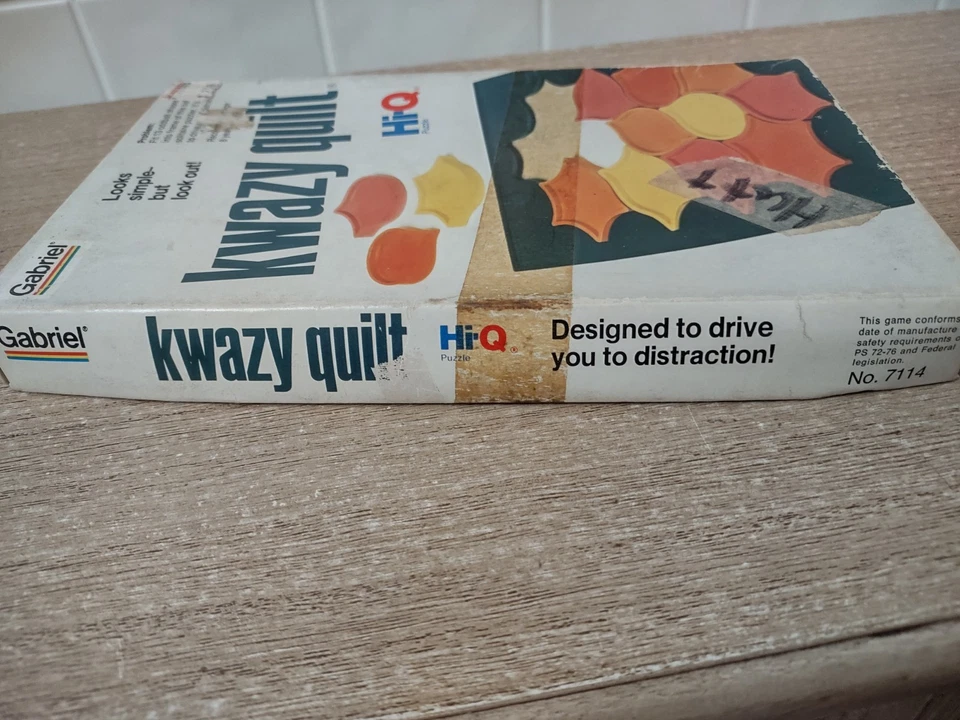 Gabriel®
Looks
simple-
but
look out!
kwazy quilt
Hi-Q
Puzzle
Gabriel®
kwazy quilt
Hi-Q®
Puzzle
Designed to drive
you to distraction!
This game conforms
date of manufacture
safety requirements
PS 72-76 and Federal
legislation.
No. 7114